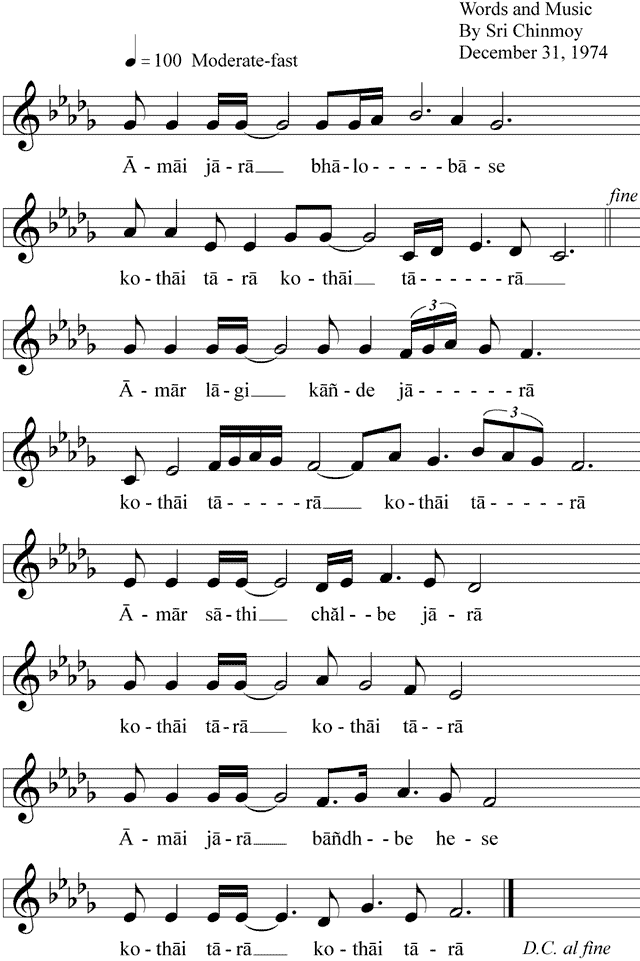 Words and Music
By Sri Chinmoy
December 31, 1974
= 100 Moderate-fast
Ā - māi jā - rā bhā - lo - - - - - bā - se
fine
ko - thāi tā - rā ko - thāi tā - - - - - - - rā
3
Ā - mār lā - gi kāñ - de jā - - - - - - - rā
3
ko - thāi tā - - - - - rā ko - thāi tā - - - - - rā
Ā - mār sā - thi chăl - - be jā - rā
ko - thāi tā - rā ko - thāi tā - - rā
Ā - māi jā - rā bāñdh - - be he - se
ko - thāi tā - rā ko - thāi tā - rā D.C. al fine